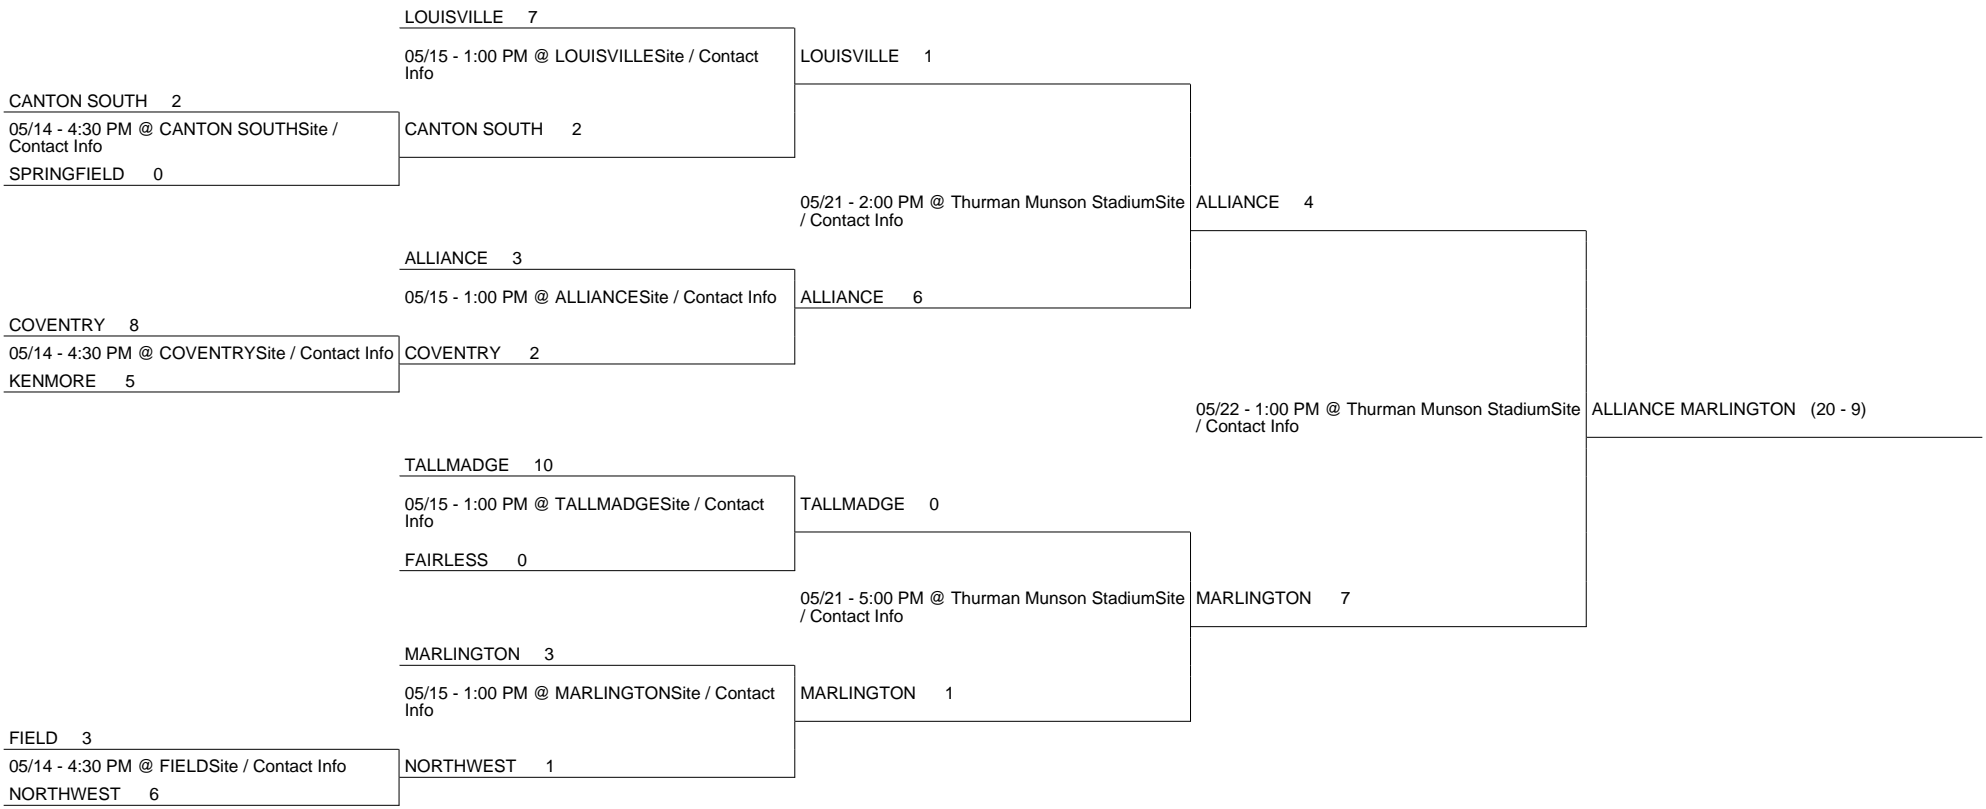 LOUISVILLE 7
05/15 - 1:00 PM @ LOUISVILLESite / Contact
Info
LOUISVILLE 1
CANTON SOUTH 2
05/14 - 4:30 PM @ CANTON SOUTHSite /
Contact Info
CANTON SOUTH 2
SPRINGFIELD 0
05/21 - 2:00 PM @ Thurman Munson StadiumSite
/ Contact Info
ALLIANCE 4
ALLIANCE 3
05/15 - 1:00 PM @ ALLIANCESite / Contact Info
ALLIANCE 6
COVENTRY 8
05/14 - 4:30 PM @ COVENTRYSite / Contact Info
COVENTRY 2
KENMORE 5
05/22 - 1:00 PM @ Thurman Munson StadiumSite
/ Contact Info
ALLIANCE MARLINGTON (20 - 9)
TALLMADGE 10
05/15 - 1:00 PM @ TALLMADGESite / Contact
Info
TALLMADGE 0
FAIRLESS 0
05/21 - 5:00 PM @ Thurman Munson StadiumSite
/ Contact Info
MARLINGTON 7
MARLINGTON 3
05/15 - 1:00 PM @ MARLINGTONSite / Contact
Info
MARLINGTON 1
FIELD 3
05/14 - 4:30 PM @ FIELDSite / Contact Info
NORTHWEST 1
NORTHWEST 6